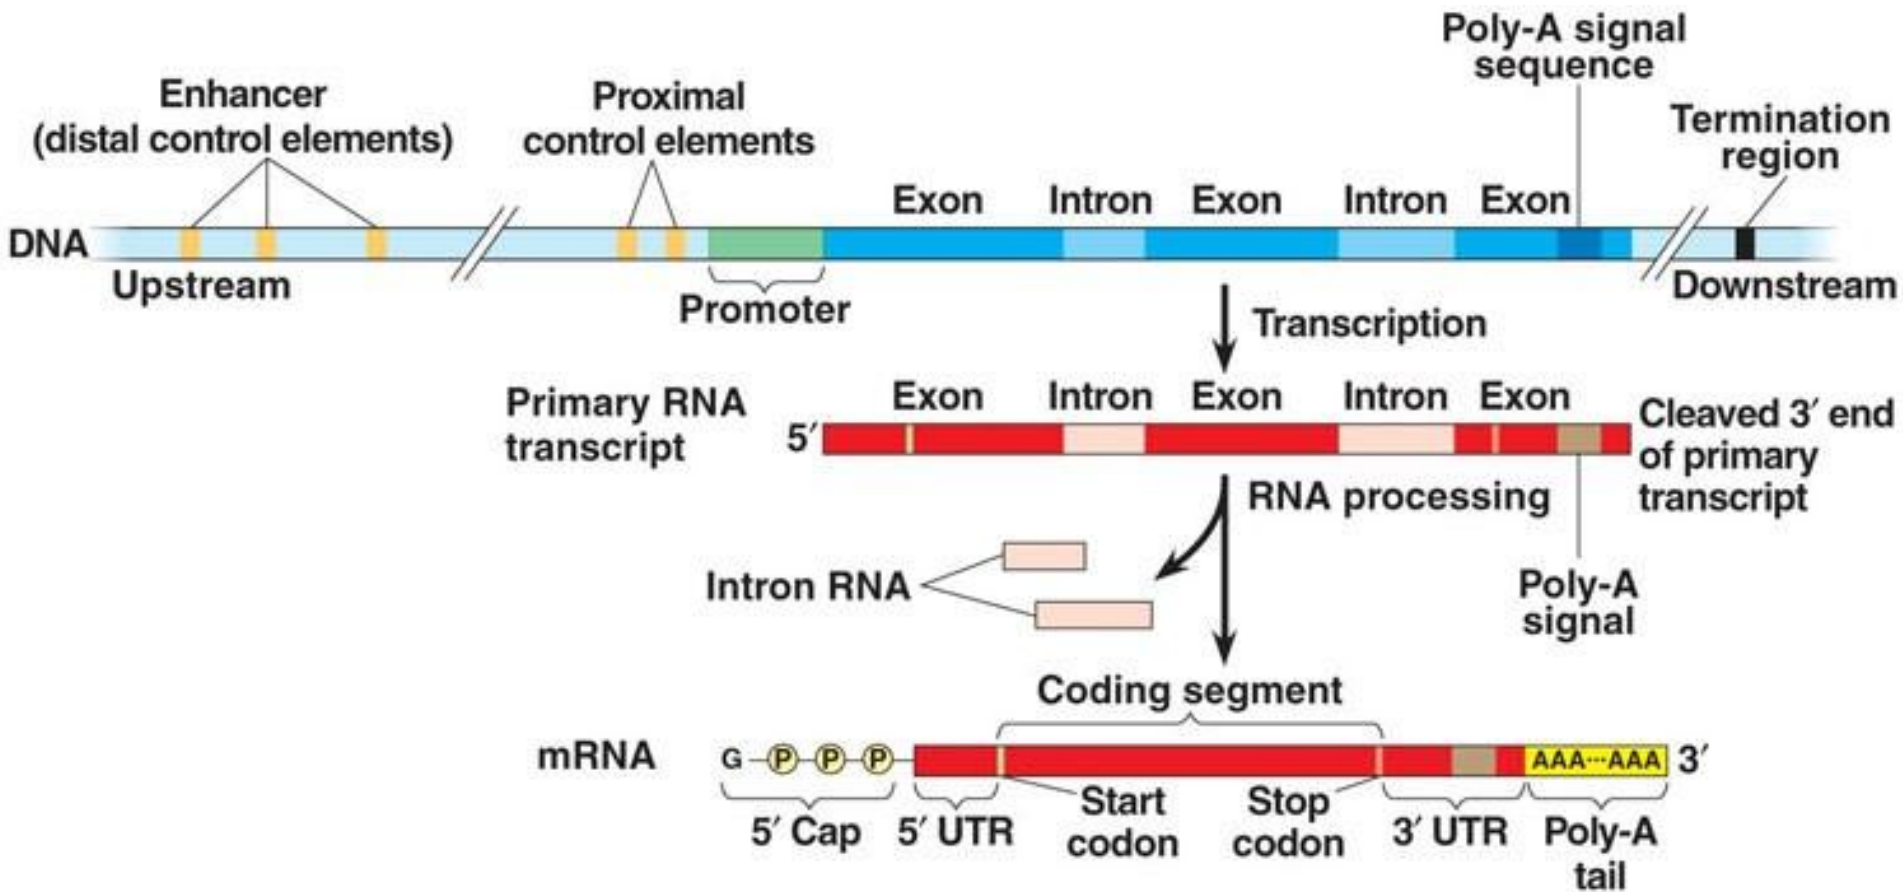 Poly-A signal
sequence
Enhancer
(distal control elements)
Proximal
control elements
Termination
region
Exon Intron Exon Intron Exon
DNA
Upstream
Promoter
Downstream
Transcription
Primary RNA
transcript
Exon Intron Exon Intron Exon
5′
Cleaved 3′ end
of primary
transcript
RNA processing
Intron RNA
Poly-A
signal
Coding segment
mRNA
G P P P
AAA···AAA 3′
5′ Cap
5′ UTR
Start
codon
Stop
codon
3′ UTR
Poly-A
tail